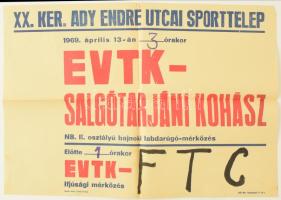 XX. KER. ADY ENDRE UTCAI SPORTTELEP
1969. április 13-án 3 órakor
EVTK-
SALGÓTARJÁNI KOHÁSZ
NB. II. osztályú bajnoki labdarúgó-mérkőzés
Előtte 1 órakor
EVTK- FTC
ifjúsági mérkőzés